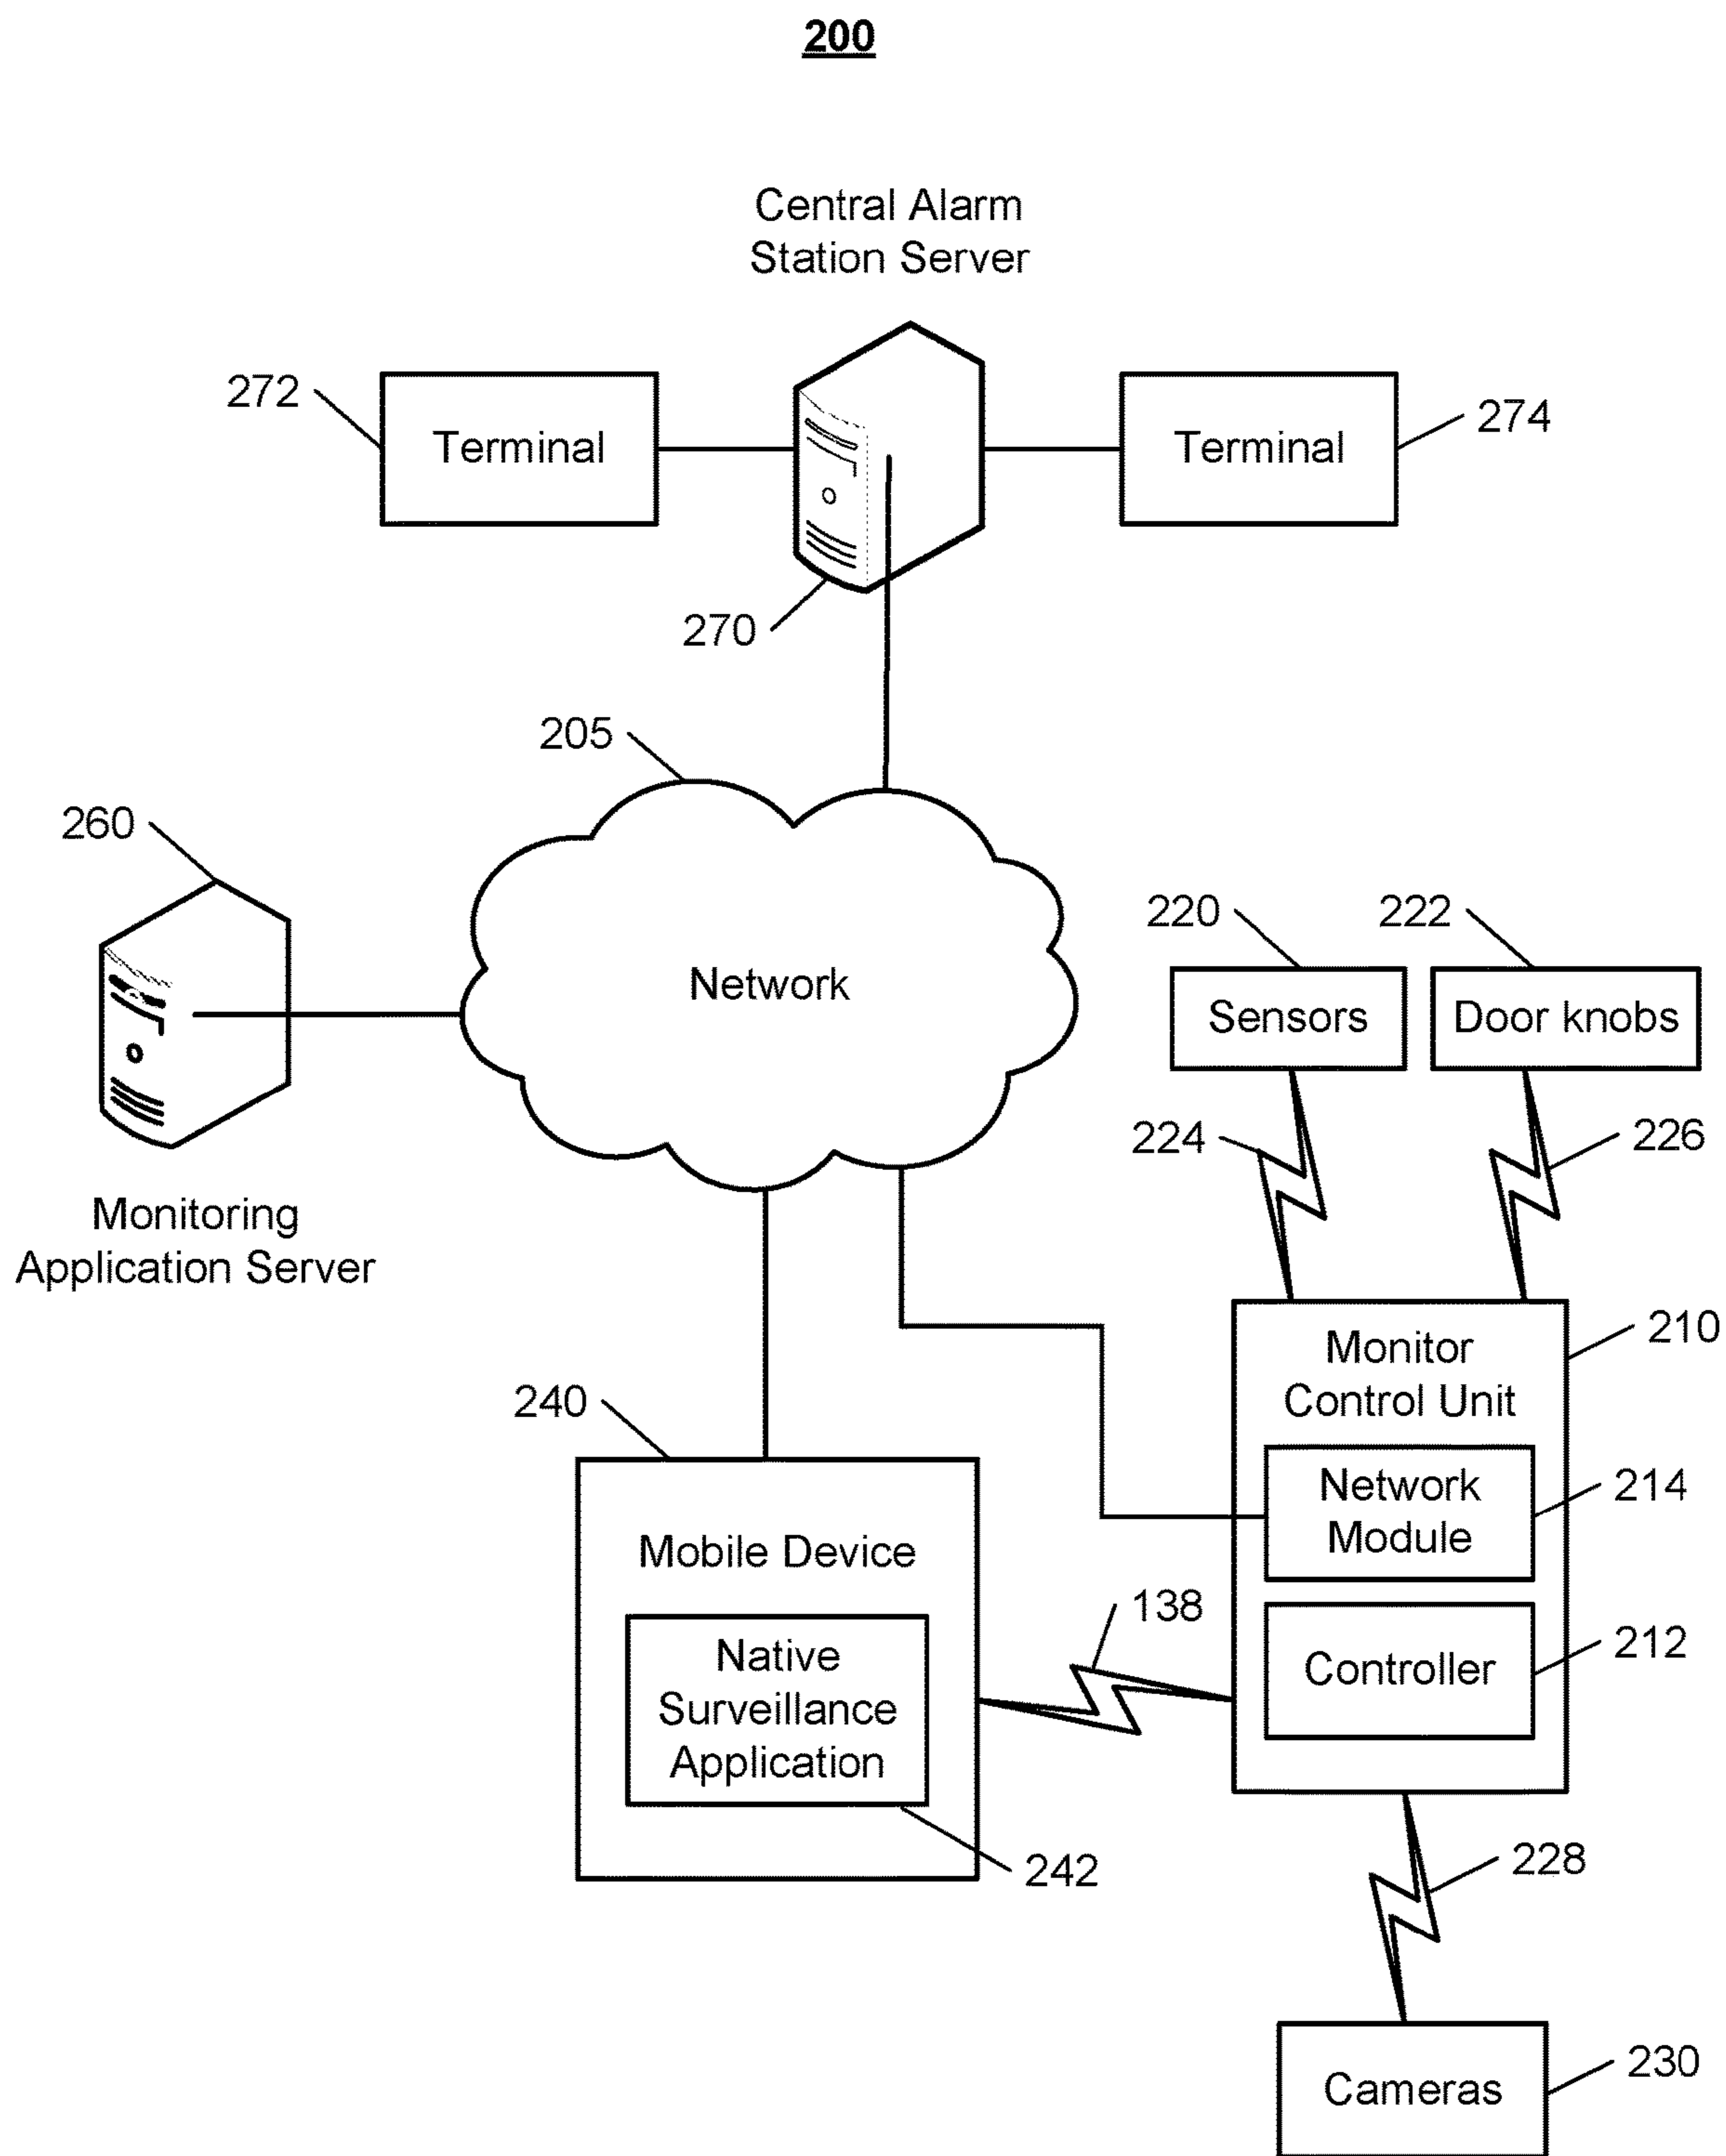 200
Central Alarm
Station Server
272
Terminal
Terminal
274
270
205
260
Network
220
222
Sensors
Door knobs
224
226
Monitoring
Application Server
210
Monitor
Control Unit
240
Network
Module
214
Mobile Device
138
Controller
212
Native
Surveillance
Application
242
228
Cameras
230